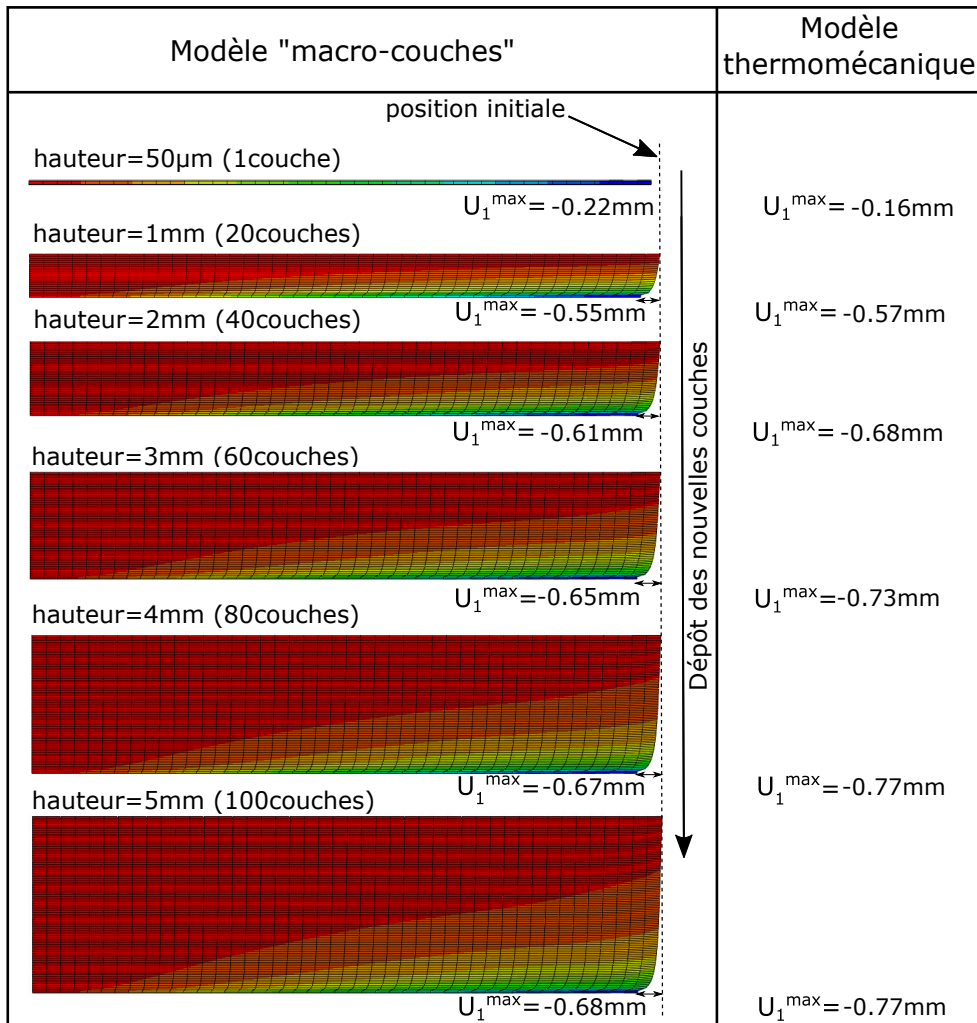 Modèle "macro-couches"
Modèle
thermomécanique
position initiale
hauteur=50µm (1couche)
U₁ᵐᵃˣ= -0.22mm
U₁ᵐᵃˣ= -0.16mm
hauteur=1mm (20couches)
U₁ᵐᵃˣ= -0.55mm
U₁ᵐᵃˣ= -0.57mm
hauteur=2mm (40couches)
U₁ᵐᵃˣ= -0.61mm
U₁ᵐᵃˣ= -0.68mm
hauteur=3mm (60couches)
U₁ᵐᵃˣ= -0.65mm
U₁ᵐᵃˣ=-0.73mm
hauteur=4mm (80couches)
U₁ᵐᵃˣ=-0.67mm
U₁ᵐᵃˣ=-0.77mm
hauteur=5mm (100couches)
U₁ᵐᵃˣ=-0.68mm
U₁ᵐᵃˣ=-0.77mm
Dépôt des nouvelles couches